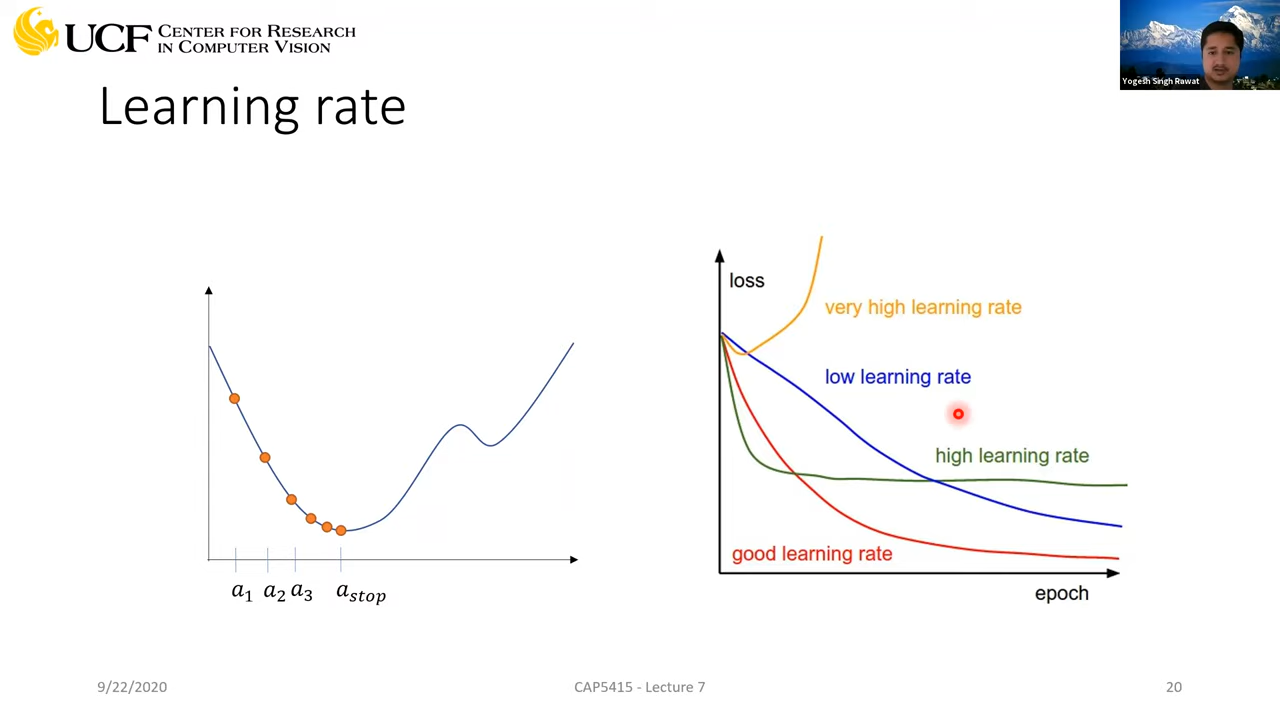 UCF CENTER FOR RESEARCH
IN COMPUTER VISION
Yogesh Singh Rawat
Learning rate
loss
very high learning rate
low learning rate
high learning rate
good learning rate
epoch
a1 a2 a3 astop
9/22/2020
CAP5415 - Lecture 7
20